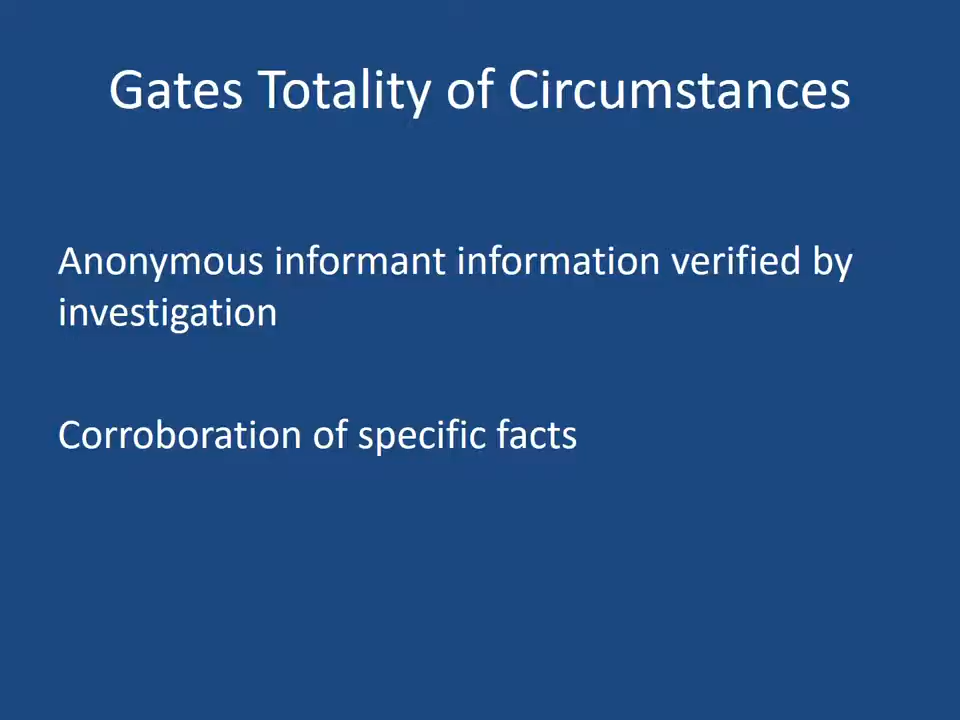 Gates Totality of Circumstances
Anonymous informant information verified by
investigation
Corroboration of specific facts